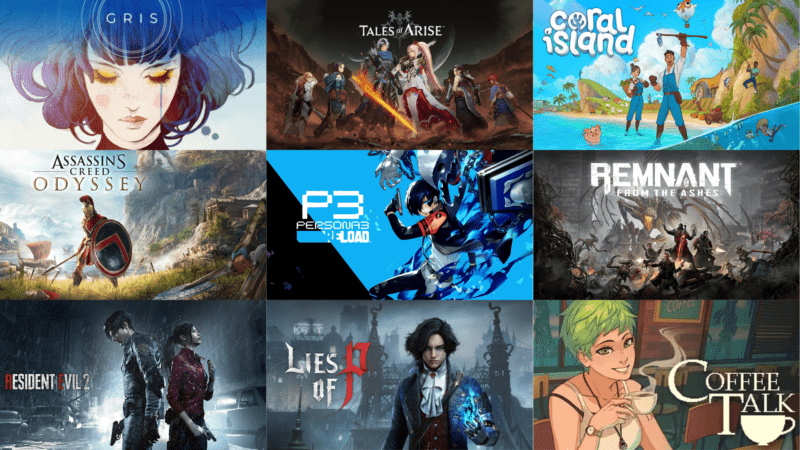 GRIS
TALES of ARISE
coral
island
ASSASSIN'S
CREED
ODYSSEY
P3
PERSONA3
RELOAD
REMNANT
FROM THE ASHES
RESIDENT EVIL 2
LIES
OF P
COFFEE
TALK